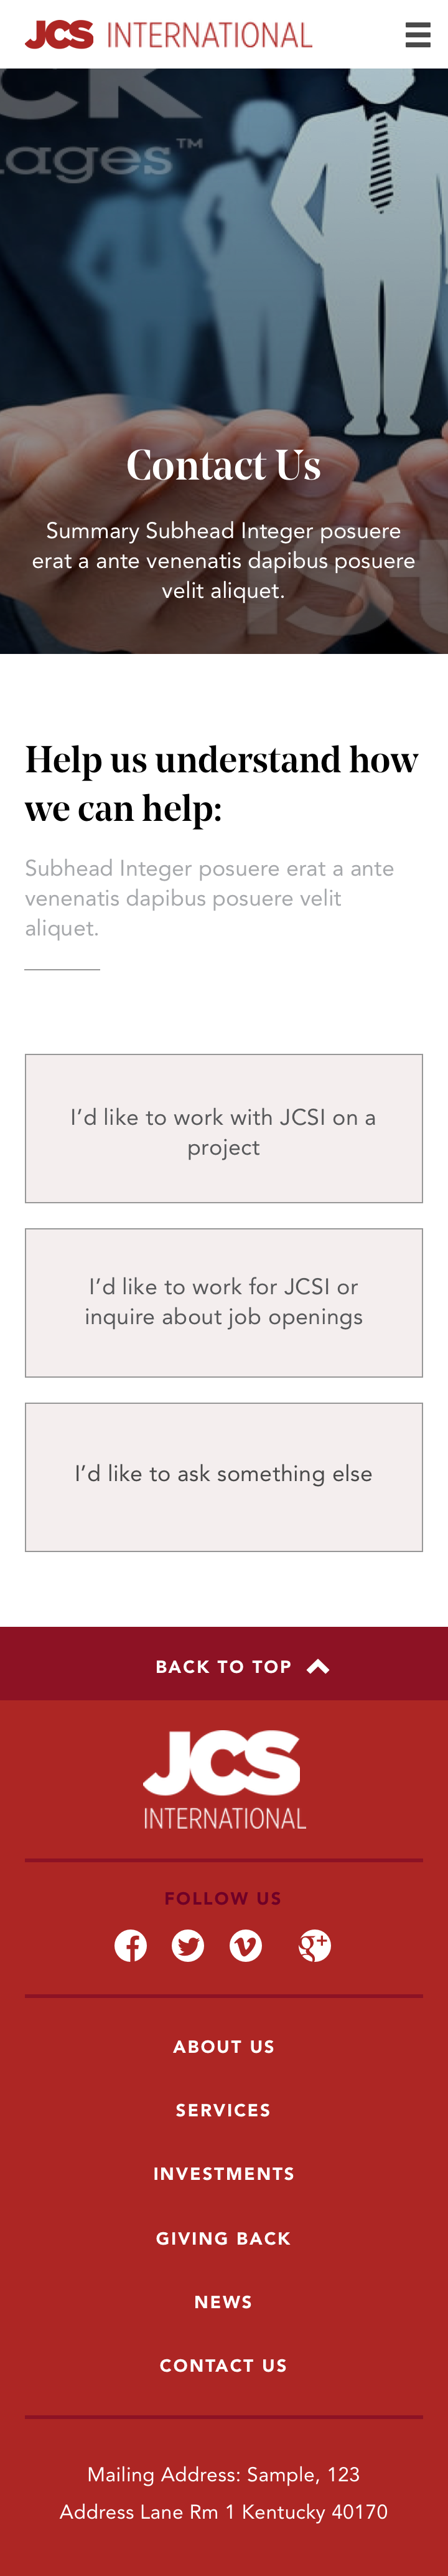 JCS INTERNATIONAL
CK
ages™
Contact Us
Summary Subhead Integer posuere
erat a ante venenatis dapibus posuere
velit aliquet.
Help us understand how
we can help:
Subhead Integer posuere erat a ante
venenatis dapibus posuere velit
aliquet.
I’d like to work with JCSI on a
project
I’d like to work for JCSI or
inquire about job openings
I’d like to ask something else
BACK TO TOP
JCS
INTERNATIONAL
FOLLOW US
ABOUT US
SERVICES
INVESTMENTS
GIVING BACK
NEWS
CONTACT US
Mailing Address: Sample, 123
Address Lane Rm 1 Kentucky 40170